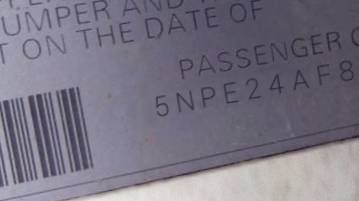 UMPER AND
T ON THE DATE OF
PASSENGER
5NPE24AF8